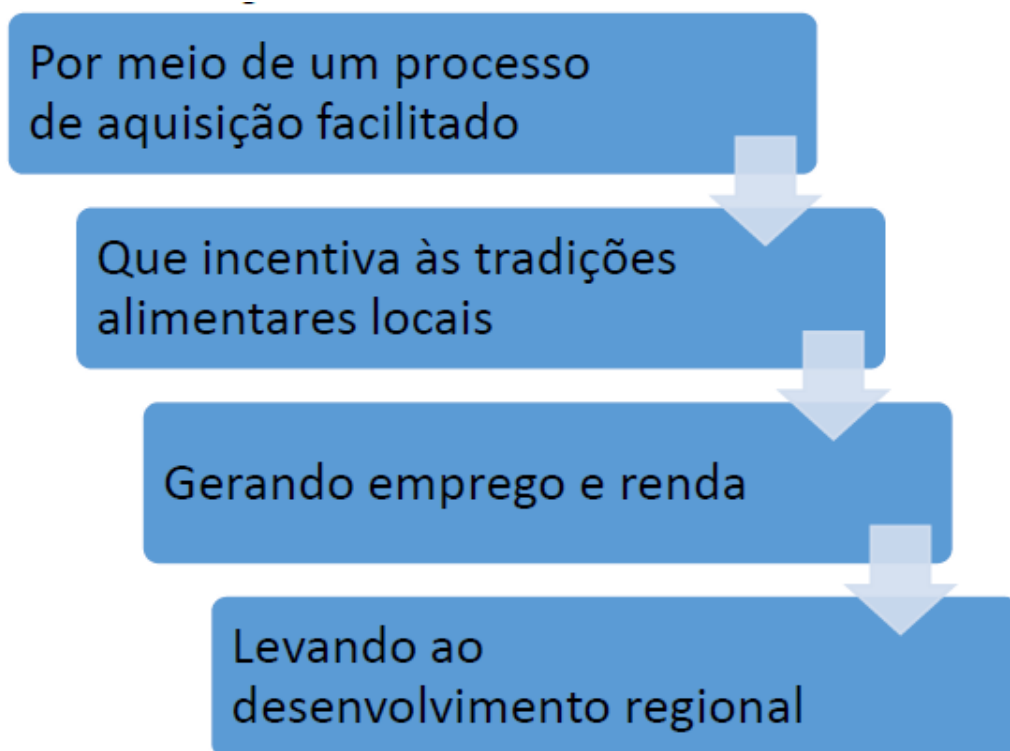 Por meio de um processo
de aquisição facilitado
Que incentiva às tradições
alimentares locais
Gerando emprego e renda
Levando ao
desenvolvimento regional